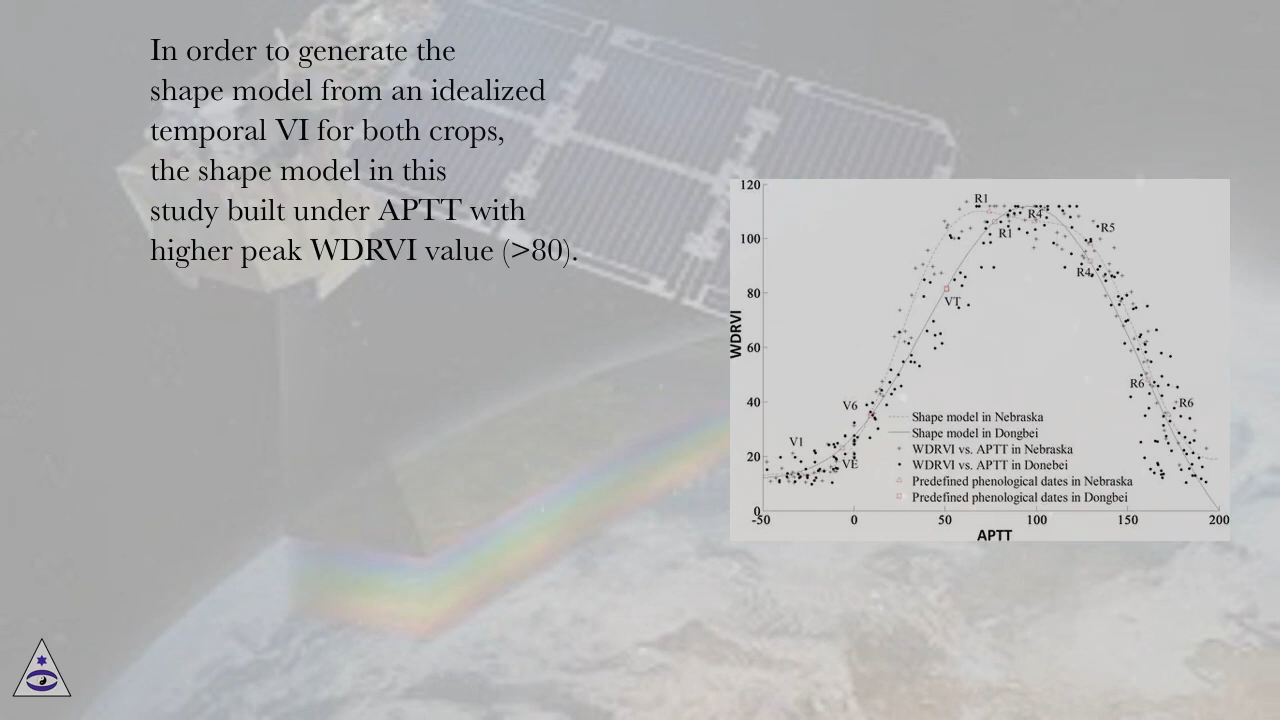 In order to generate the
shape model from an idealized
temporal VI for both crops,
the shape model in this
study built under APTT with
higher peak WDRVI value (>80).
120
100
80
60
40
20
0
WDRVI
R1
R4
R1
R5
R4
VT
R6
R6
V6
V1
VE
Shape model in Nebraska
Shape model in Dongbei
WDRVI vs. APTT in Nebraska
WDRVI vs. APTT in Donebei
Predefined phenological dates in Nebraska
Predefined phenological dates in Dongbei
-50 0 50 100 150 200
APTT